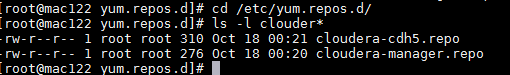 [root@mac122 yum.repos.d]# cd /etc/yum.repos.d/
[root@mac122 yum.repos.d]# ls -l clouder*
-rw-r--r-- 1 root root 310 Oct 18 00:21 cloudera-cdh5.repo
-rw-r--r-- 1 root root 276 Oct 18 00:20 cloudera-manager.repo
[root@mac122 yum.repos.d]#